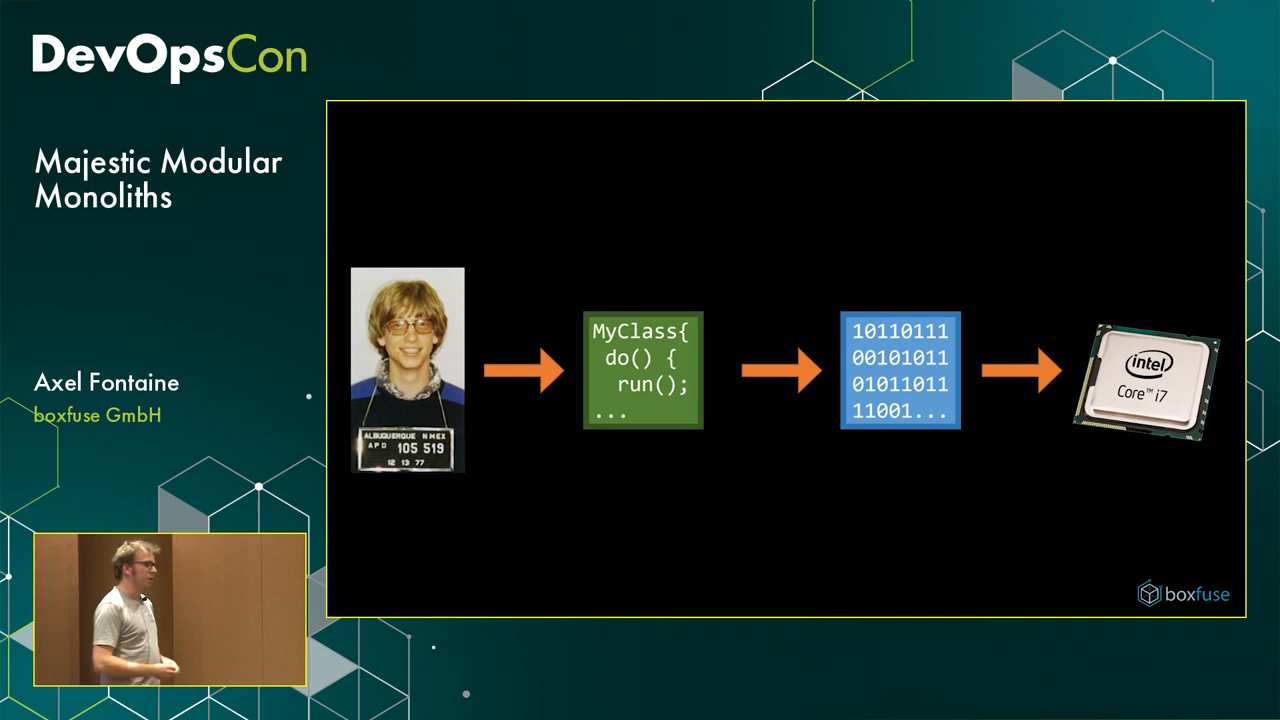 DevOpsCon
Majestic Modular
Monoliths
Axel Fontaine
boxfuse GmbH
ALBUQUERQUE N MEX
APD 105 519
12 13 77
MyClass{
do() {
run();
...
10110111
00101011
01011011
11001...
intel
Core™ i7
boxfuse